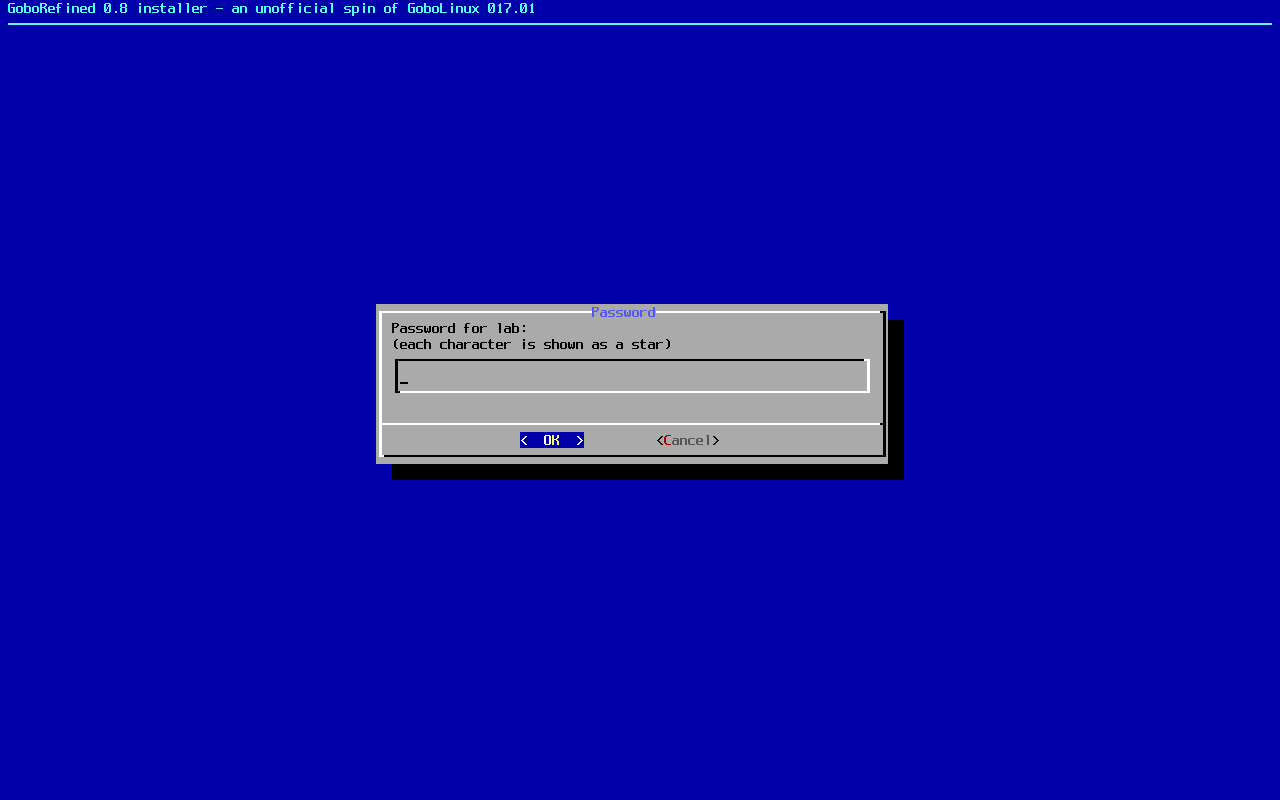 GoboRefined 0.8 installer - an unofficial spin of GoboLinux 017.01
Password
Password for lab:
(each character is shown as a star)
<  OK  > <Cancel>